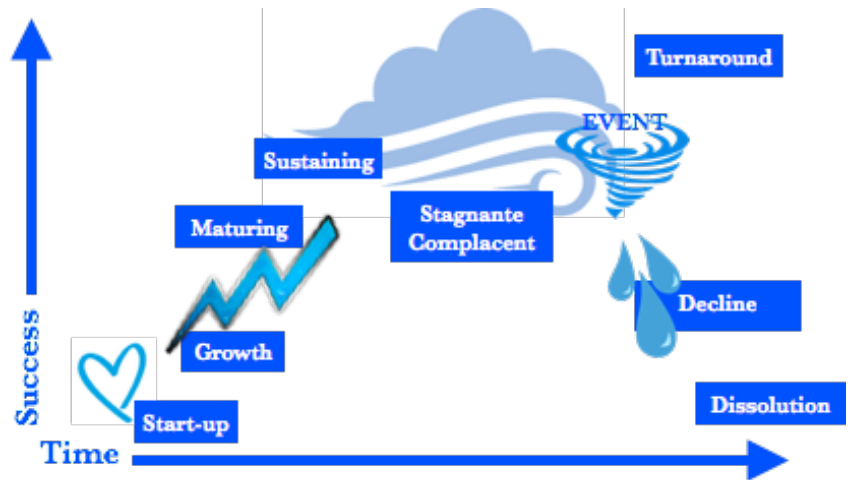 Turnaround
EVENT
Sustaining
Stagnante
Complacent
Maturing
Decline
Growth
Success
Start-up
Dissolution
Time